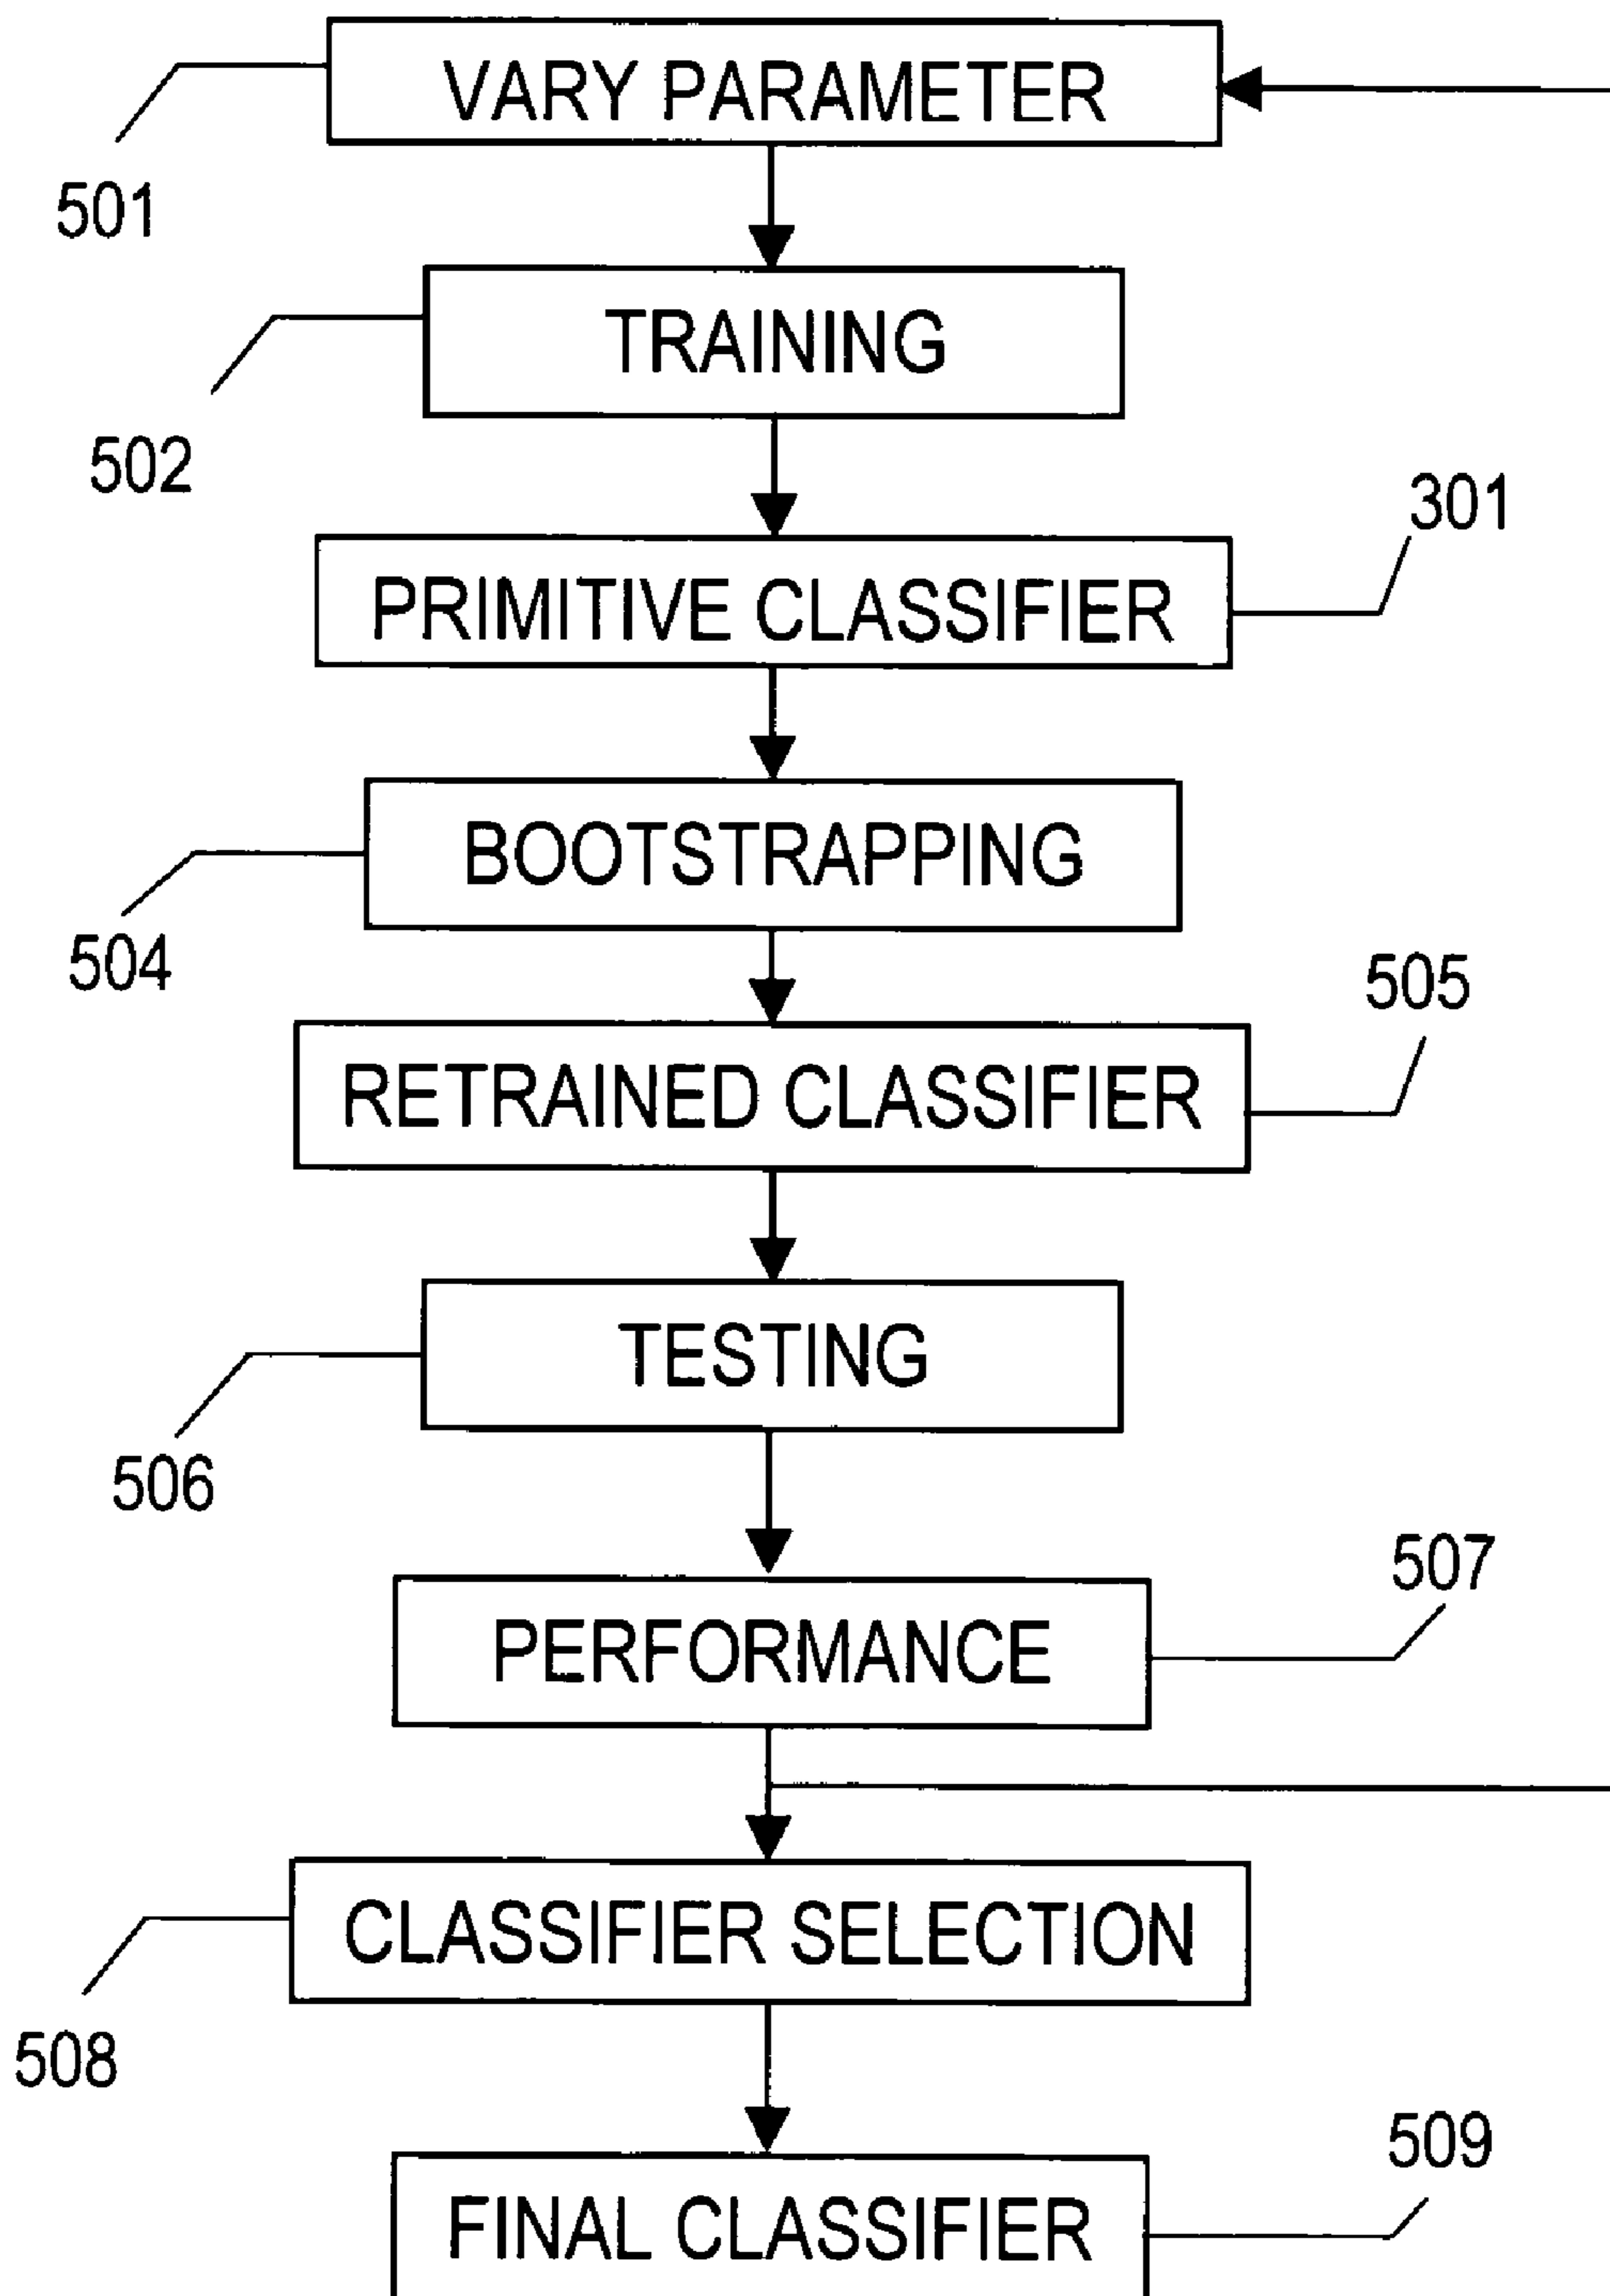 VARY PARAMETER
501
TRAINING
502
301
PRIMITIVE CLASSIFIER
BOOTSTRAPPING
504
505
RETRAINED CLASSIFIER
TESTING
506
507
PERFORMANCE
CLASSIFIER SELECTION
508
509
FINAL CLASSIFIER